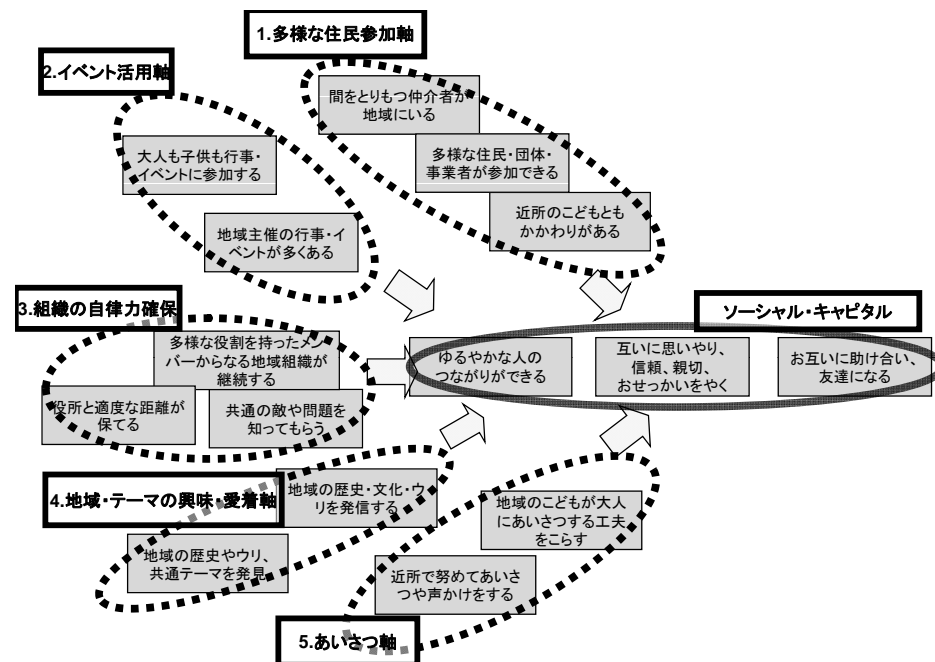 1.多様な住民参加軸
間をとりもつ仲介者が
地域にいる
多様な住民・団体・
事業者が参加できる
近所のこどもとも
かかわりがある
2.イベント活用軸
大人も子供も行事・
イベントに参加する
地域主催の行事・イ
ベントが多くある
3.組織の自律力確保
多様な役割を持ったメン
バーからなる地域組織が
継続する
役所と適度な距離が
保てる
共通の敵や問題を
知ってもらう
ソーシャル・キャピタル
ゆるやかな人の
つながりができる
互いに思いやり、
信頼、親切、
おせっかいをやく
お互いに助け合い、
友達になる
4.地域・テーマの興味・愛着軸
地域の歴史・文化・ウ
リを発信する
地域の歴史やウリ、
共通テーマを発見
地域のこどもが大人
にあいさつする工夫
をこらす
近所で努めてあいさ
つや声かけをする
5.あいさつ軸